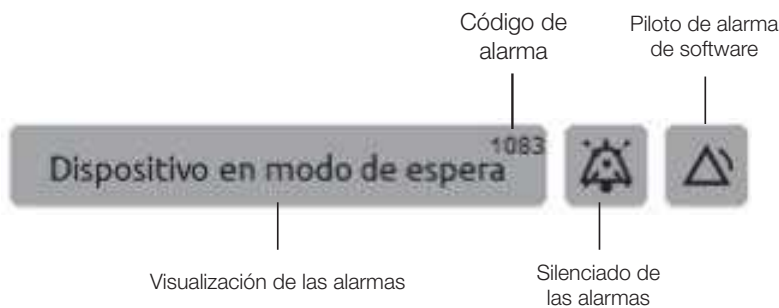 Código de
alarma
Piloto de alarma
de software
1083
Dispositivo en modo de espera
Visualización de las alarmas
Silenciado de
las alarmas